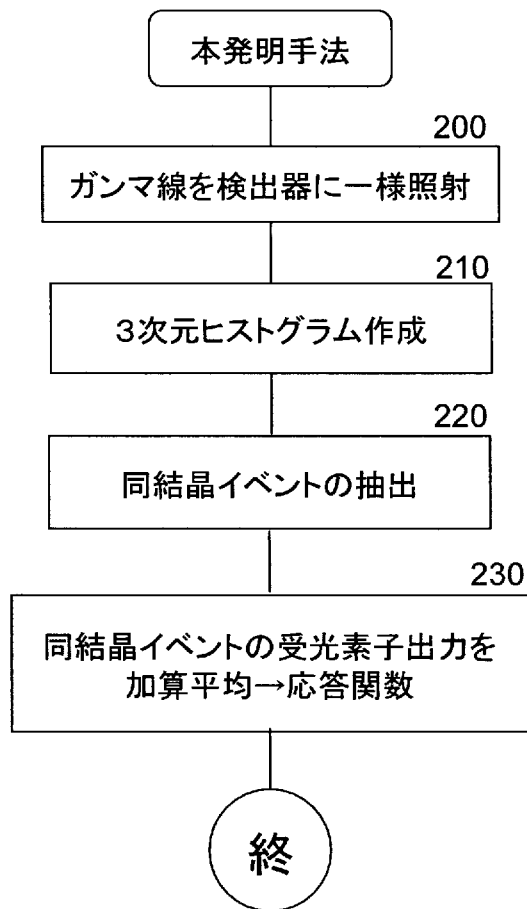 本発明手法
200
ガンマ線を検出器に一様照射
210
３次元ヒストグラム作成
220
同結晶イベントの抽出
230
同結晶イベントの受光素子出力を
加算平均→応答関数
終